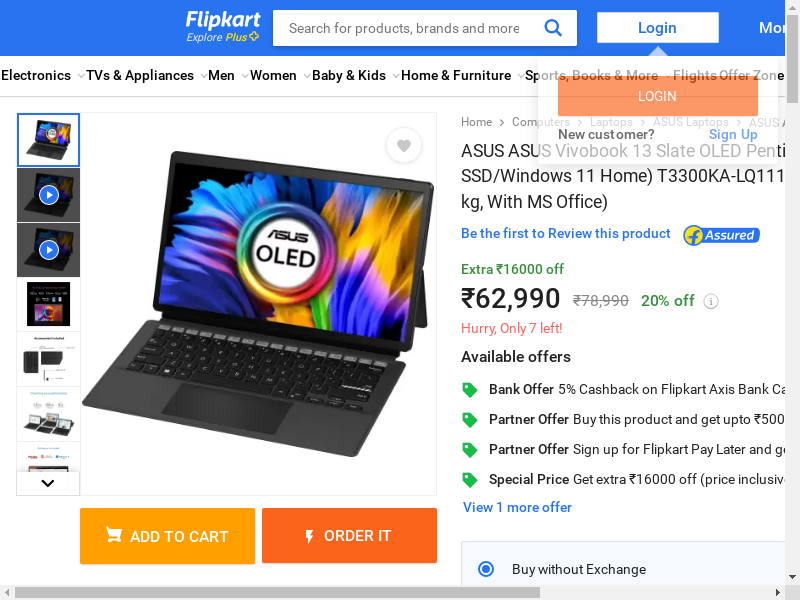 Flipkart
Explore Plus
Search for products, brands and more
Login
Mor
Electronics
TVs & Appliances
Men
Women
Baby & Kids
Home & Furniture
Sports, Books & More
Flights
Offer Zone
LOGIN
New customer?
Sign Up
Home
Computers
Laptops
ASUS Laptops
ASUS A
ASUS ASUS Vivobook 13 Slate OLED Penti
SSD/Windows 11 Home) T3300KA-LQ111
kg, With MS Office)
Be the first to Review this product
Assured
Extra ₹16000 off
₹62,990 ₹78,990 20% off
Hurry, Only 7 left!
Available offers
Bank Offer 5% Cashback on Flipkart Axis Bank Ca
Partner Offer Buy this product and get upto ₹500
Partner Offer Sign up for Flipkart Pay Later and ge
Special Price Get extra ₹16000 off (price inclusive
View 1 more offer
Buy without Exchange
ASUS
OLED
ADD TO CART
ORDER IT